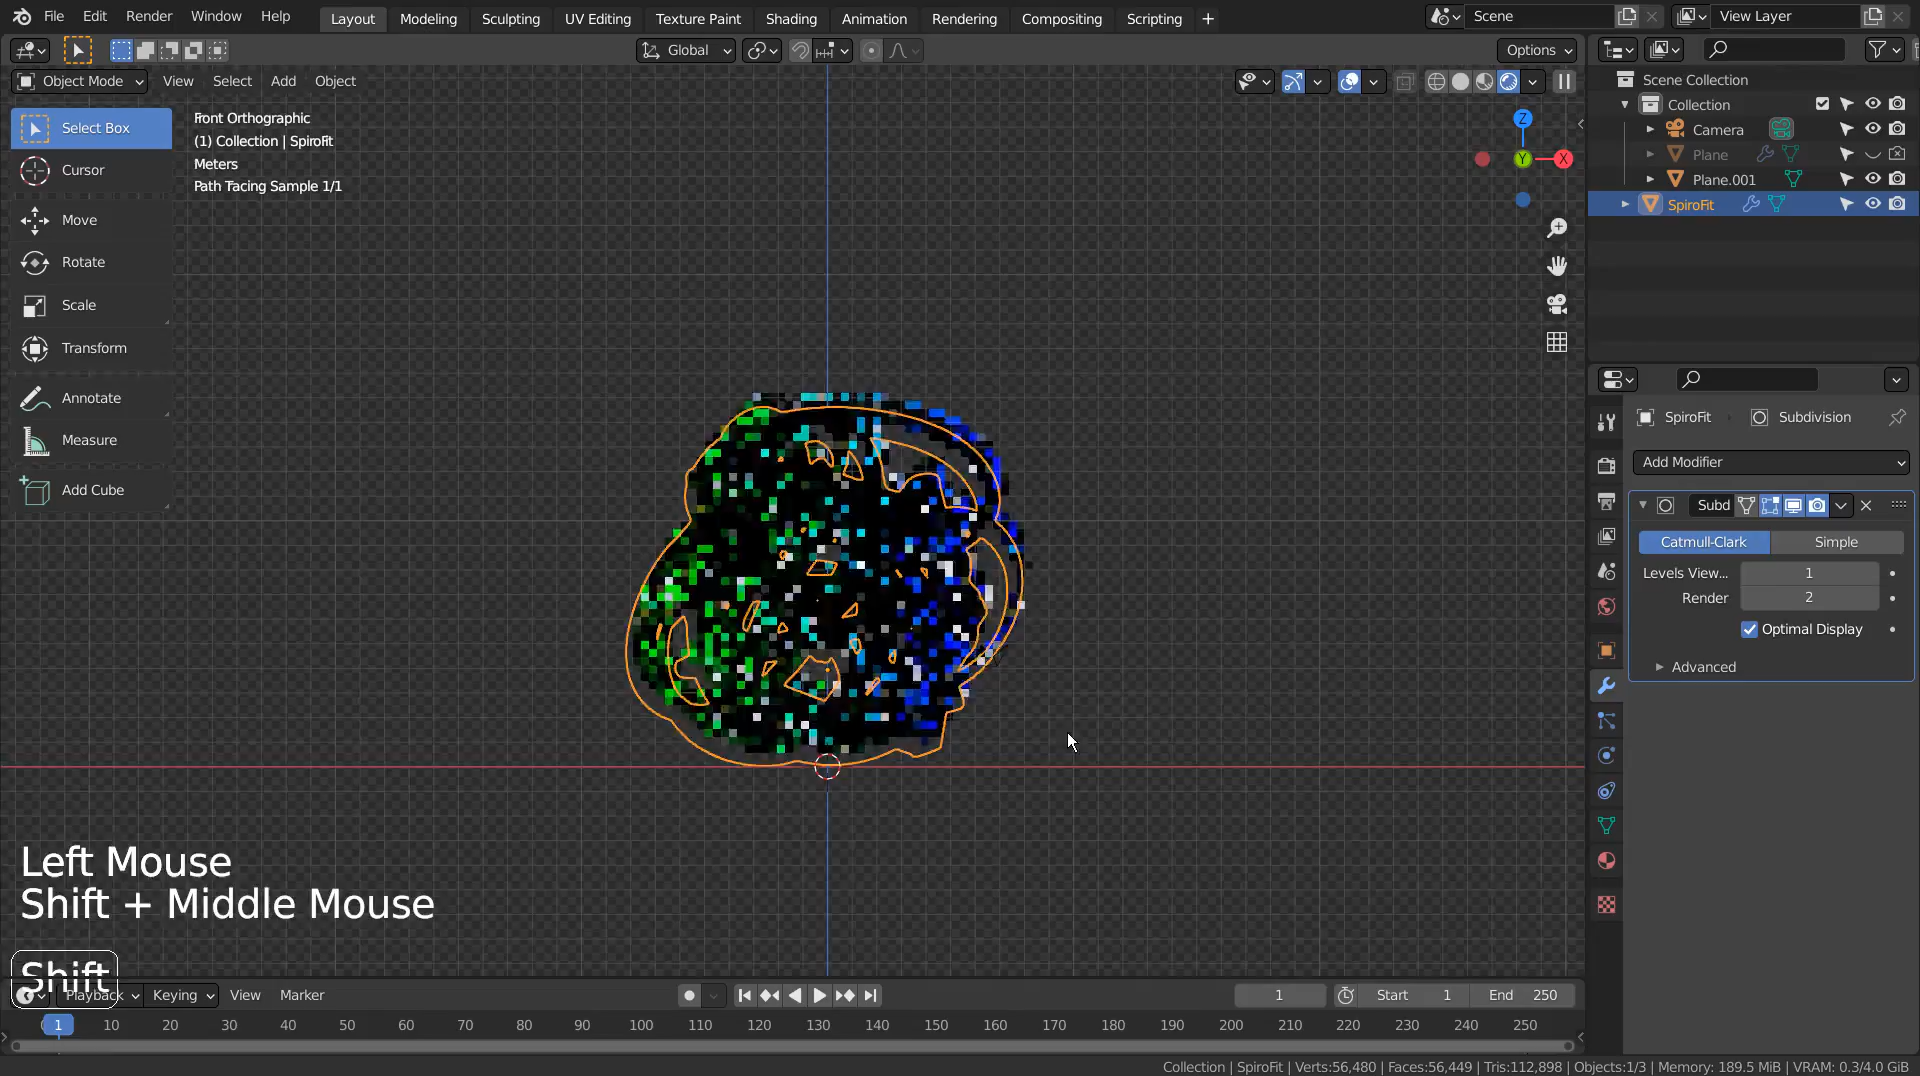 File Edit Render Window Help Layout Modeling Sculpting UV Editing Texture Paint Shading Animation Rendering Compositing Scripting + Scene View Layer
Global Options
Object Mode View Select Add Object
Select Box
Cursor
Move
Rotate
Scale
Transform
Annotate
Measure
Add Cube
Front Orthographic
(1) Collection | SpiroFit
Meters
Path Tacing Sample 1/1
Z
Y
X
Scene Collection
Collection
Camera
Plane
Plane.001
SpiroFit
SpiroFit Subdivision
Add Modifier
Subd
Catmull-Clark Simple
Levels View... 1
Render 2
Optimal Display
Advanced
Left Mouse
Shift + Middle Mouse
Shift
Playback Keying View Marker 1 Start 1 End 250
1 10 20 30 40 50 60 70 80 90 100 110 120 130 140 150 160 170 180 190 200 210 220 230 240 250
Collection | SpiroFit | Verts:56,480 | Faces:56,449 | Tris:112,898 | Objects:1/3 | Memory: 189.5 MiB | VRAM: 0.3/4.0 GiB